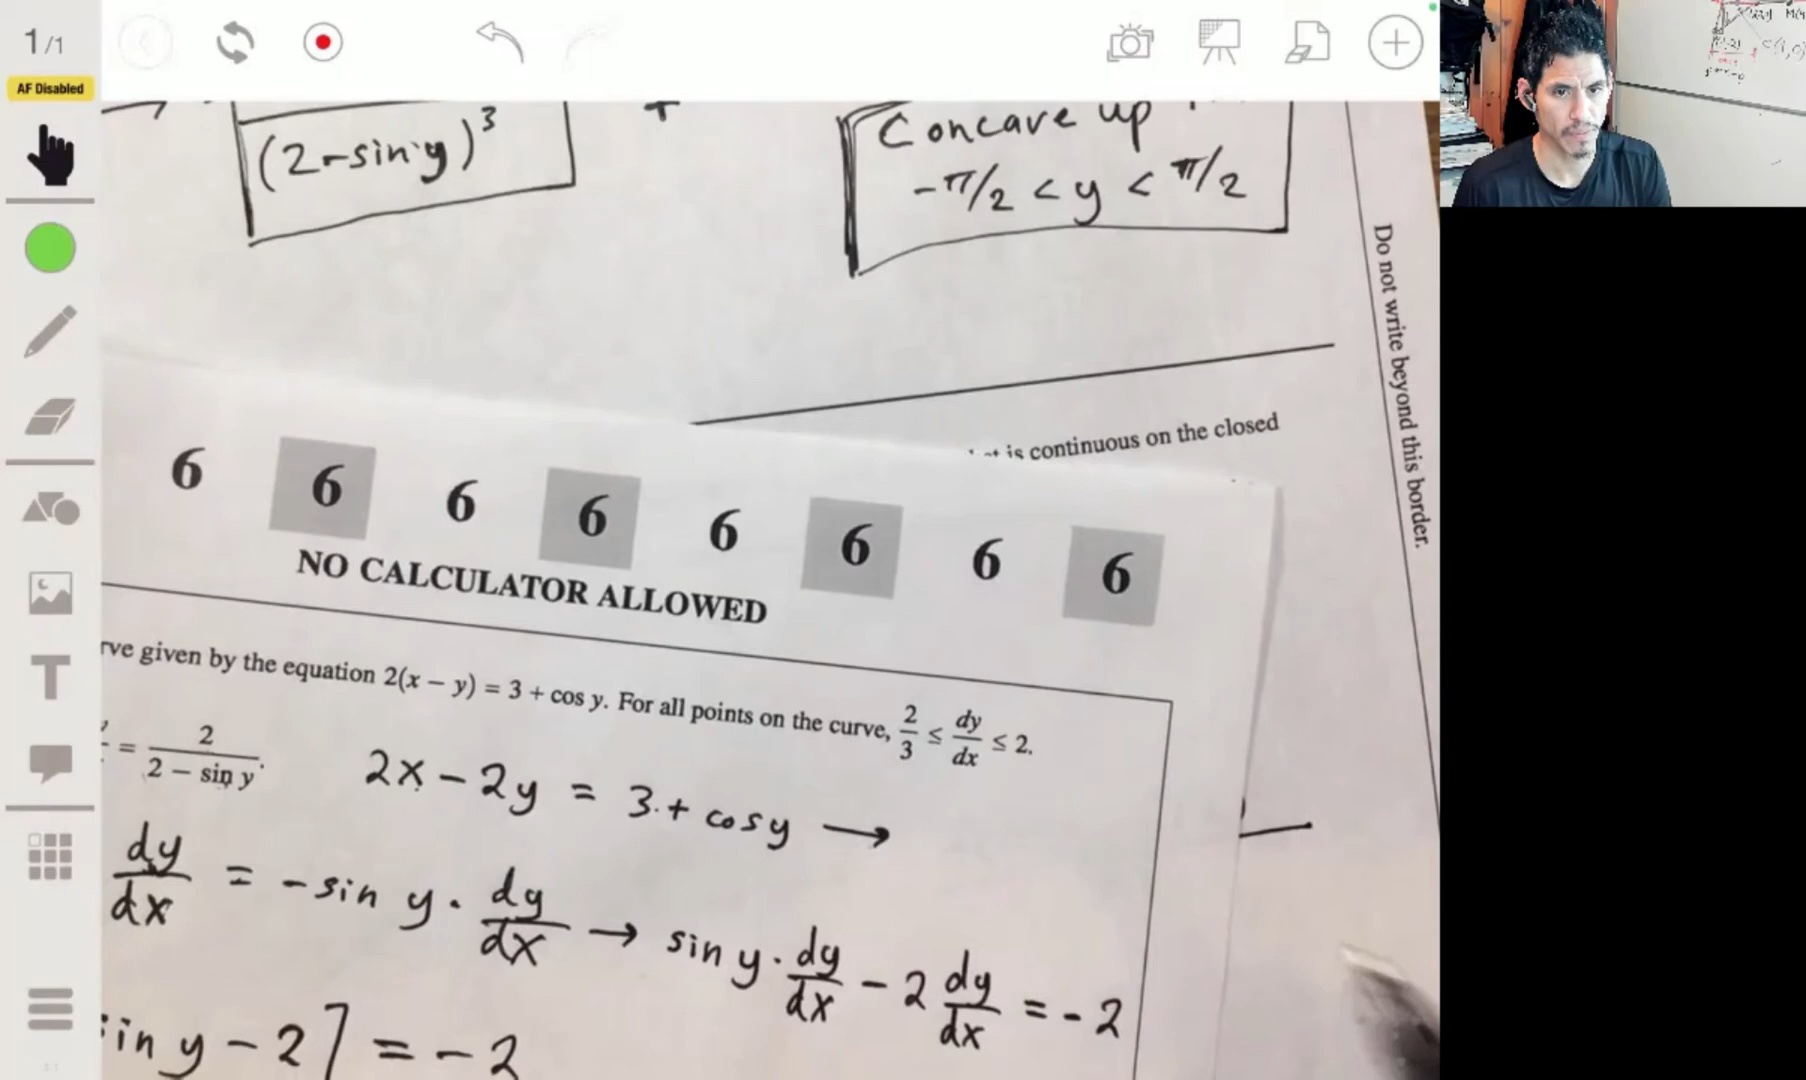 1/1
AF Disabled
(2-sin y)^3
+
Concave up
-π/2 < y < π/2
Do not write beyond this border.
is continuous on the closed
6 6 6 6 6 6 6 6
NO CALCULATOR ALLOWED
given by the equation 2(x − y) = 3 + cos y. For all points on the curve, 2/3 ≤ dy/dx ≤ 2.
= 2/(2 − sin y).
2x - 2y = 3 + cos y →
dy/dx = -sin y · dy/dx → sin y · dy/dx - 2 dy/dx = -2
sin y - 2] = -2
T
C(1,0)